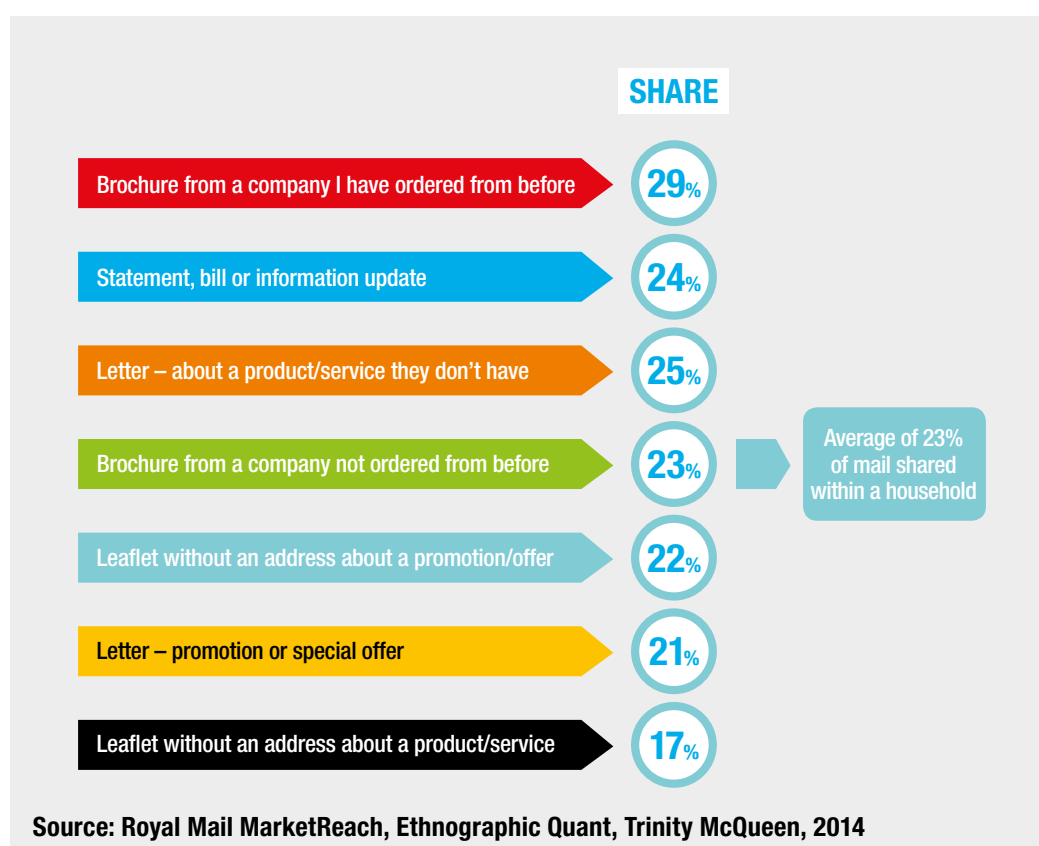 SHARE
Brochure from a company I have ordered from before
29%
Statement, bill or information update
24%
Letter – about a product/service they don’t have
25%
Brochure from a company not ordered from before
23%
Average of 23%
of mail shared
within a household
Leaflet without an address about a promotion/offer
22%
Letter – promotion or special offer
21%
Leaflet without an address about a product/service
17%
Source: Royal Mail MarketReach, Ethnographic Quant, Trinity McQueen, 2014